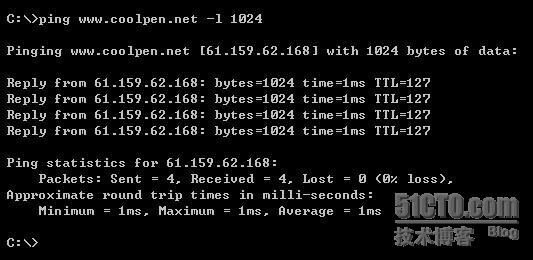 C:\>ping www.coolpen.net -l 1024
Pinging www.coolpen.net [61.159.62.168] with 1024 bytes of data:
Reply from 61.159.62.168: bytes=1024 time=1ms TTL=127
Reply from 61.159.62.168: bytes=1024 time=1ms TTL=127
Reply from 61.159.62.168: bytes=1024 time=1ms TTL=127
Reply from 61.159.62.168: bytes=1024 time=1ms TTL=127
Ping statistics for 61.159.62.168:
    Packets: Sent = 4, Received = 4, Lost = 0 (0% loss),
Approximate round trip times in milli-seconds:
    Minimum = 1ms, Maximum = 1ms, Average = 1ms
C:\>
51CTO.com
技术博客 Blog